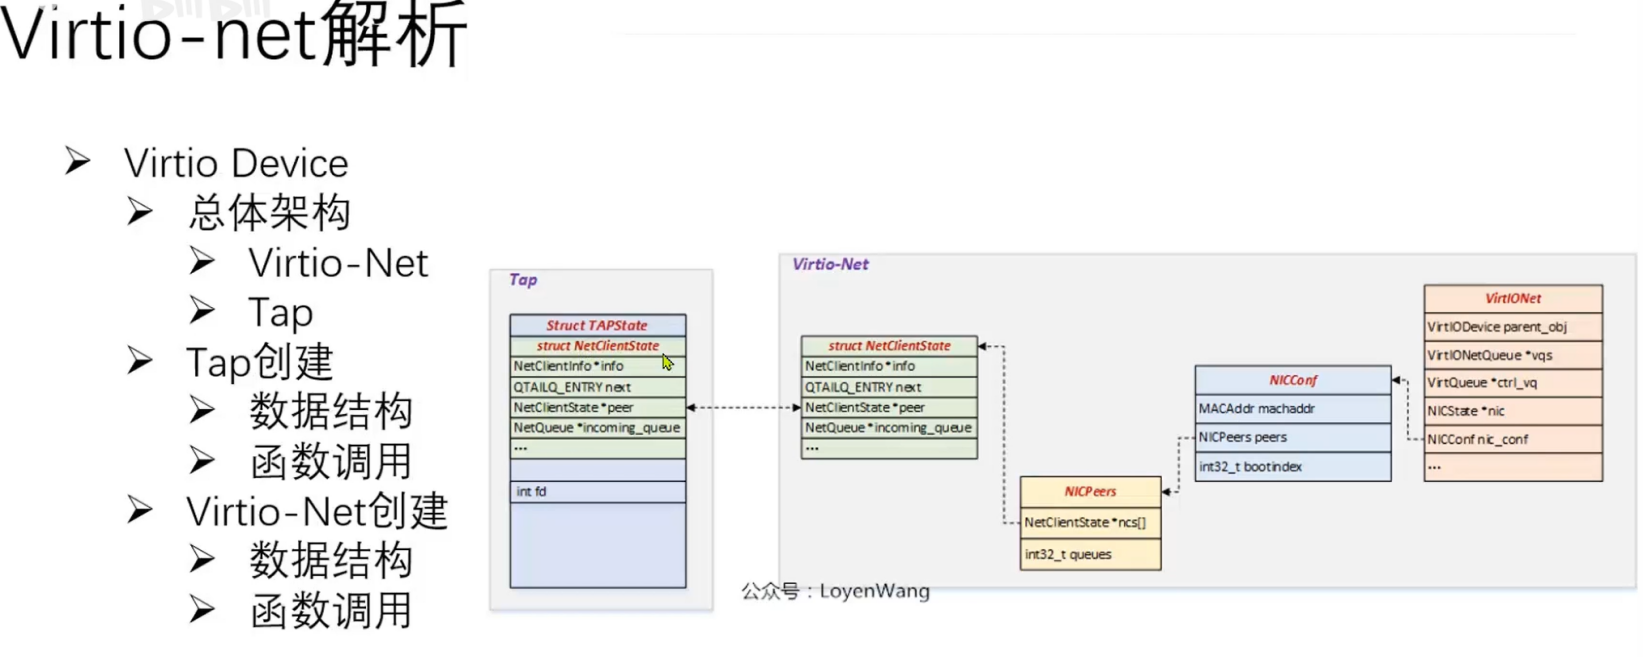 Virtio-net解析
Virtio Device
总体架构
Virtio-Net
Tap
Tap创建
数据结构
函数调用
Virtio-Net创建
数据结构
函数调用
Tap
Struct TAPState
struct NetClientState
NetClientInfo *info
QTAILQ_ENTRY next
NetClientState *peer
NetQueue *incoming_queue
...
int fd
Virtio-Net
struct NetClientState
NetClientInfo *info
QTAILQ_ENTRY next
NetClientState *peer
NetQueue *incoming_queue
...
NICPeers
NetClientState *ncs[]
int32_t queues
NICConf
MACAddr machaddr
NICPeers peers
int32_t bootindex
VirtIONet
VirtIODevice parent_obj
VirtIONetQueue *vqs
VirtQueue *ctrl_vq
NICState *nic
NICConf nic_conf
...
公众号：LoyenWang